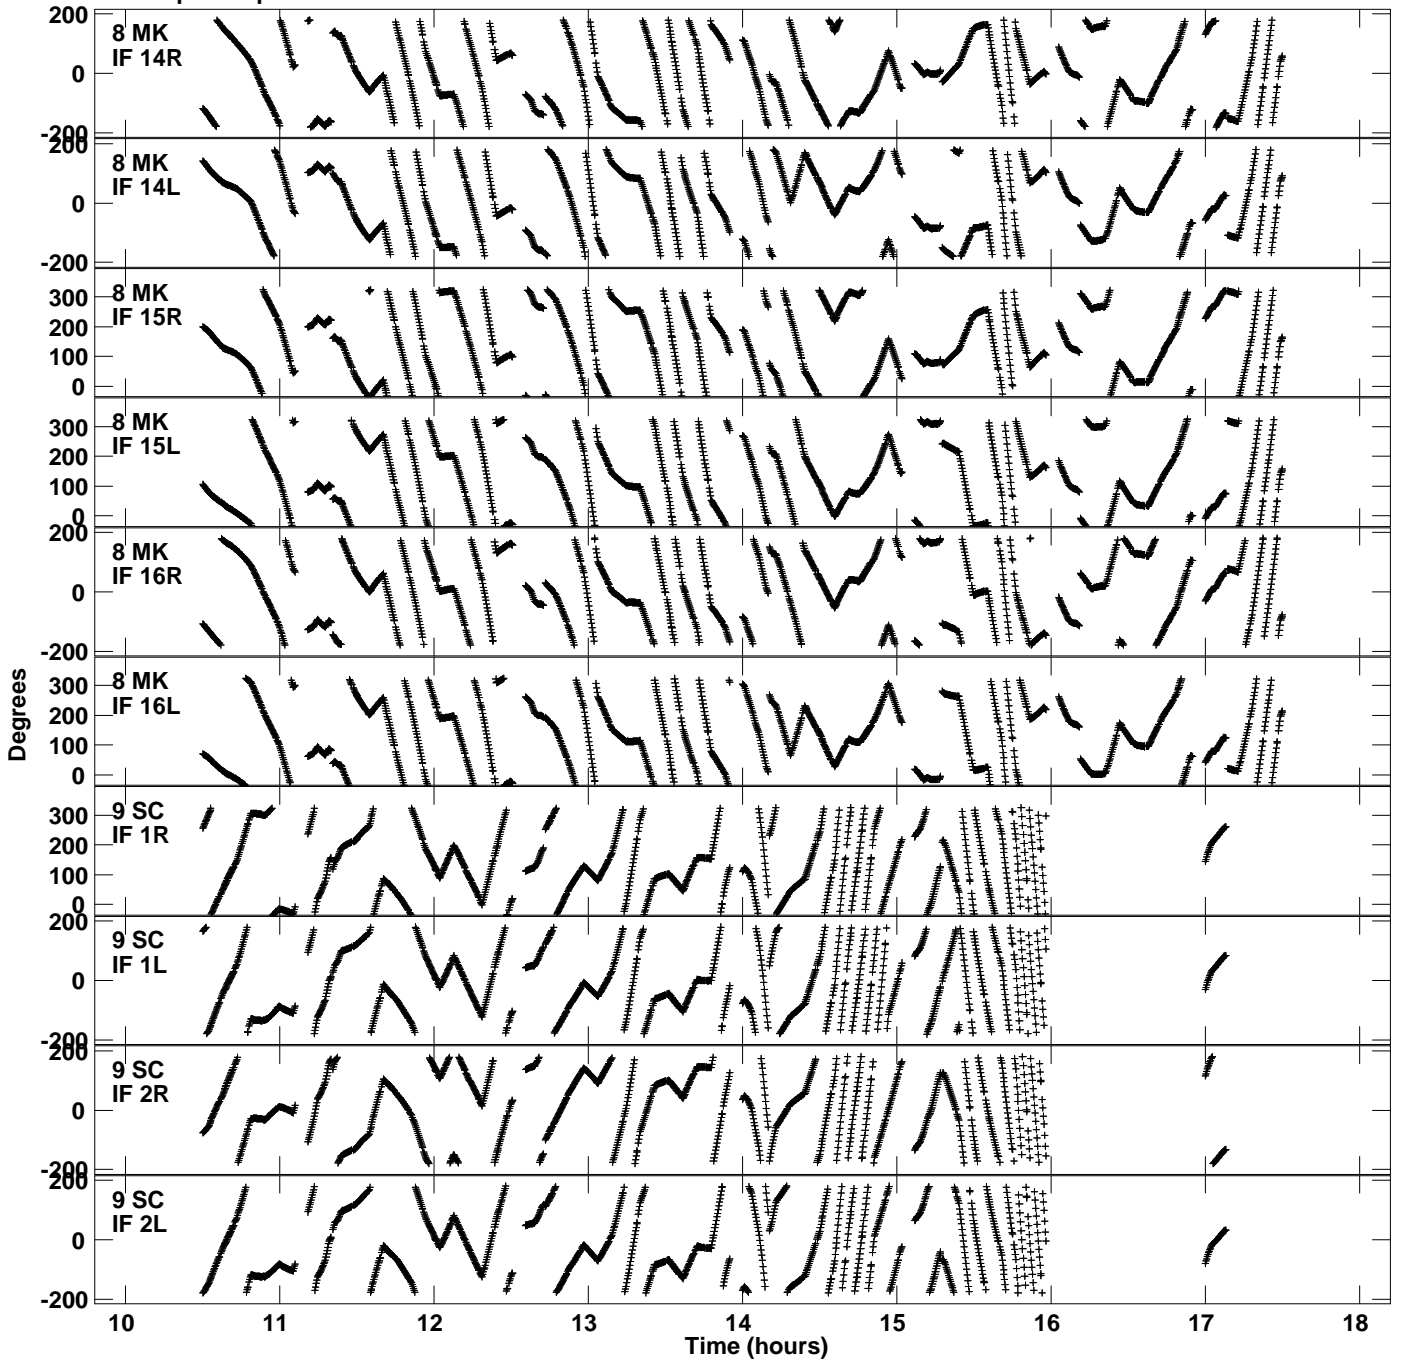 200
0
-200
8 MK
IF 14R
200
0
-200
8 MK
IF 14L
300
200
100
0
8 MK
IF 15R
300
200
100
0
8 MK
IF 15L
200
0
-200
8 MK
IF 16R
300
200
100
0
8 MK
IF 16L
300
200
100
0
9 SC
IF 1R
200
0
-200
9 SC
IF 1L
200
0
-200
9 SC
IF 2R
200
0
-200
9 SC
IF 2L
Degrees
10 11 12 13 14 15 16 17 18
Time (hours)